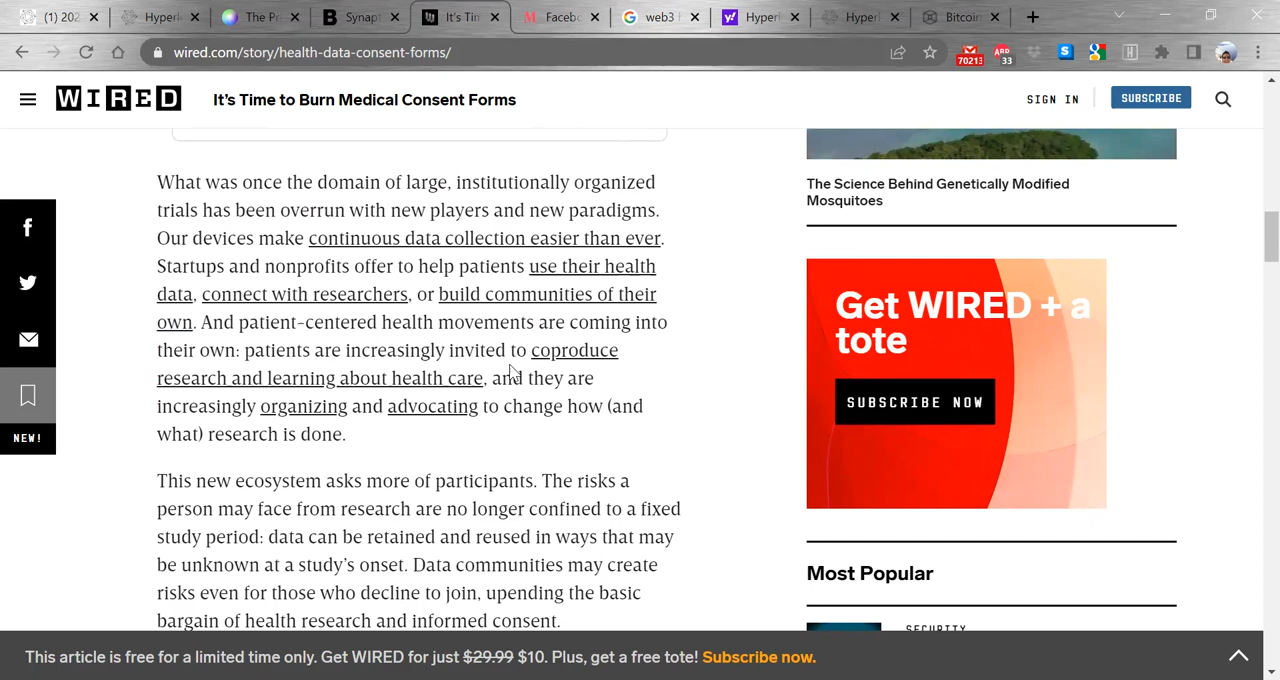 (1) 202
Hyperl
The P
Synapt
It's Tim
Faceb
web3
Hyperl
Hyperl
Bitcoin
wired.com/story/health-data-consent-forms/
70213
33
WIRED
It's Time to Burn Medical Consent Forms
SIGN IN
SUBSCRIBE
What was once the domain of large, institutionally organized
trials has been overrun with new players and new paradigms.
Our devices make continuous data collection easier than ever.
Startups and nonprofits offer to help patients use their health
data, connect with researchers, or build communities of their
own. And patient-centered health movements are coming into
their own: patients are increasingly invited to coproduce
research and learning about health care, and they are
increasingly organizing and advocating to change how (and
what) research is done.
This new ecosystem asks more of participants. The risks a
person may face from research are no longer confined to a fixed
study period: data can be retained and reused in ways that may
be unknown at a study's onset. Data communities may create
risks even for those who decline to join, upending the basic
bargain of health research and informed consent.
NEW!
The Science Behind Genetically Modified
Mosquitoes
Get WIRED + a
tote
SUBSCRIBE NOW
Most Popular
SECURITY
This article is free for a limited time only. Get WIRED for just $29.99 $10. Plus, get a free tote! Subscribe now.